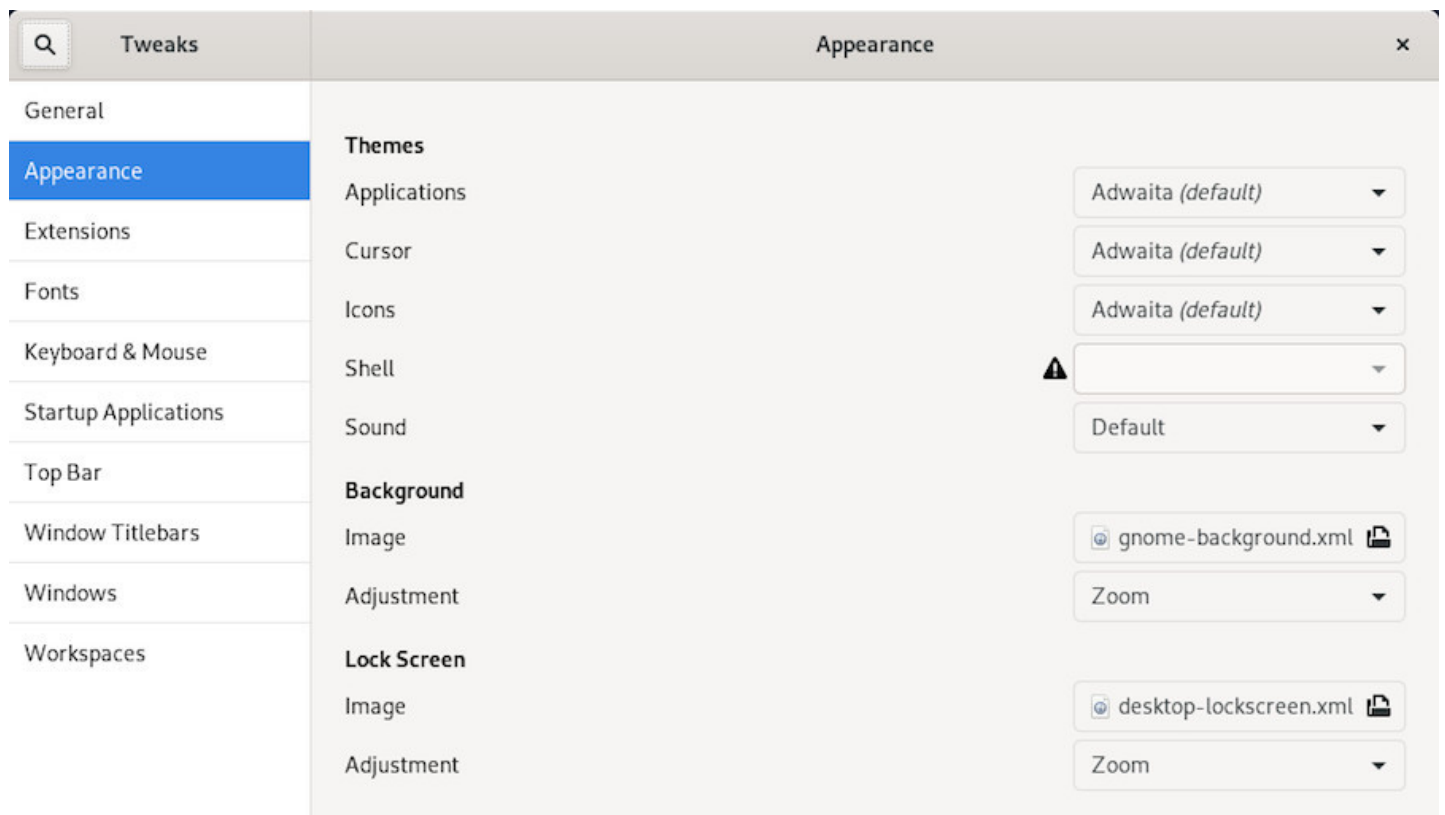 Tweaks
Appearance
General
Appearance
Extensions
Fonts
Keyboard & Mouse
Startup Applications
Top Bar
Window Titlebars
Windows
Workspaces
Themes
Applications Adwaita (default)
Cursor Adwaita (default)
Icons Adwaita (default)
Shell
Sound Default
Background
Image gnome-background.xml
Adjustment Zoom
Lock Screen
Image desktop-lockscreen.xml
Adjustment Zoom